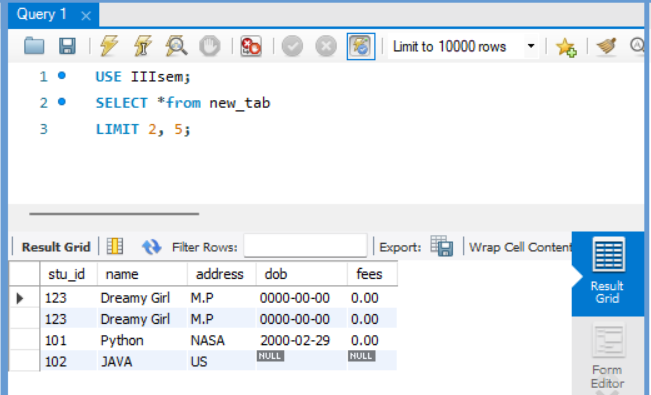 Query 1 ×
Limit to 10000 rows
1 USE IIIsem;
2 SELECT *from new_tab
3 LIMIT 2, 5;
Result Grid Filter Rows: Export: Wrap Cell Content
stu_id name address dob fees
123 Dreamy Girl M.P 0000-00-00 0.00
123 Dreamy Girl M.P 0000-00-00 0.00
101 Python NASA 2000-02-29 0.00
102 JAVA US NULL NULL
Result
Grid
Form
Editor